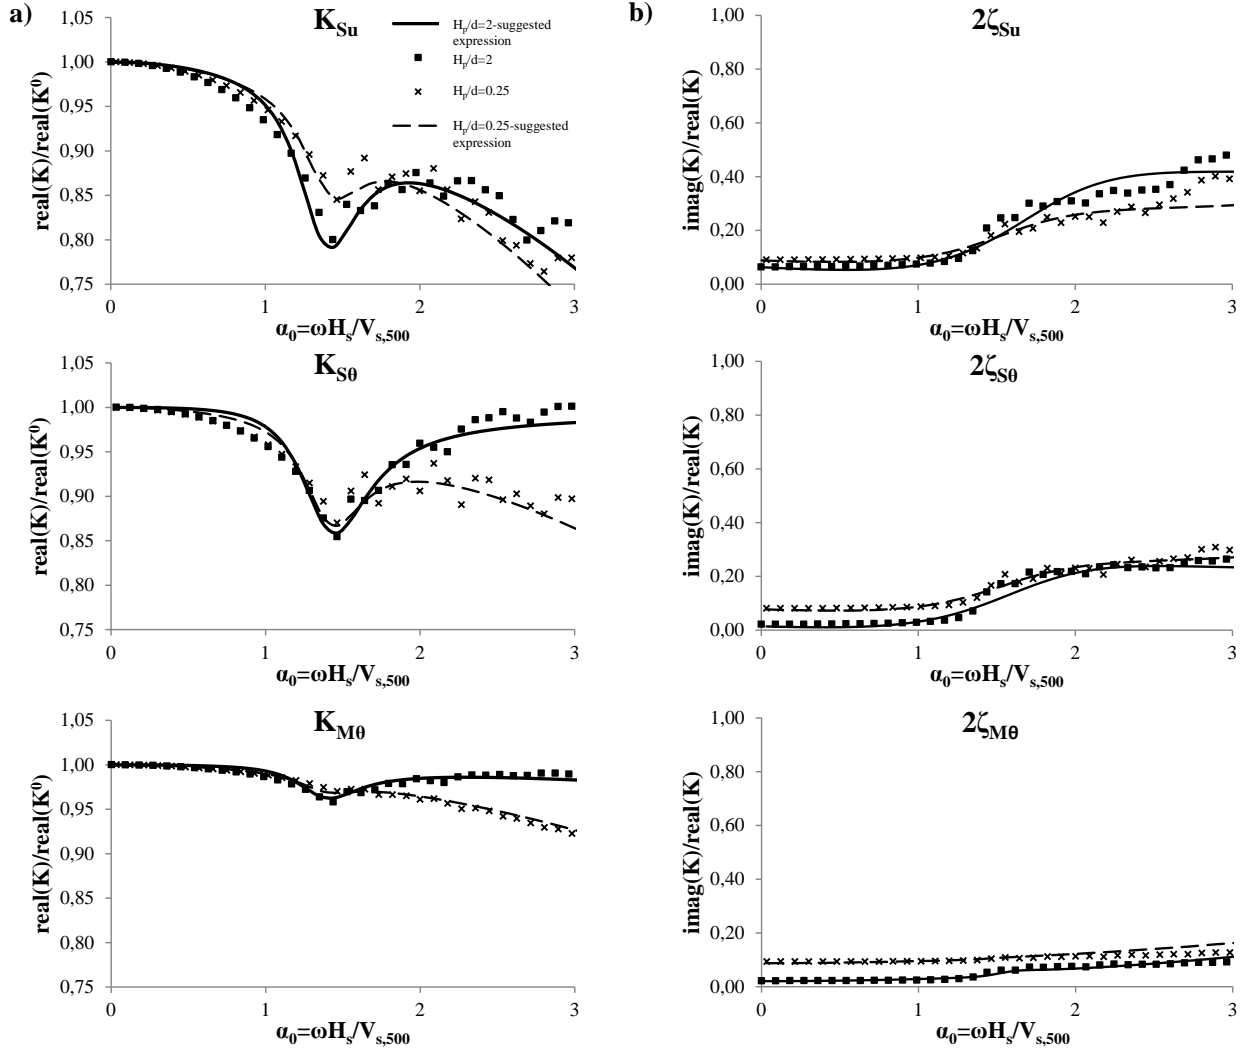 a)
K_Su
1,05
1,00
0,95
0,90
0,85
0,80
0,75
real(K)/real(K⁰)
H_p/d=2-suggested
expression
H_p/d=2
H_p/d=0.25
H_p/d=0.25-suggested
expression
0 1 2 3
α₀=ωH_s/V_s,500
b)
2ζ_Su
1,00
0,80
0,60
0,40
0,20
0,00
imag(K)/real(K)
0 1 2 3
α₀=ωH_s/V_s,500
K_Sθ
1,05
1,00
0,95
0,90
0,85
0,80
0,75
real(K)/real(K⁰)
0 1 2 3
α₀=ωH_s/V_s,500
2ζ_Sθ
1,00
0,80
0,60
0,40
0,20
0,00
imag(K)/real(K)
0 1 2 3
α₀=ωH_s/V_s,500
K_Mθ
1,05
1,00
0,95
0,90
0,85
0,80
0,75
real(K)/real(K⁰)
0 1 2 3
α₀=ωH_s/V_s,500
2ζ_Mθ
1,00
0,80
0,60
0,40
0,20
0,00
imag(K)/real(K)
0 1 2 3
α₀=ωH_s/V_s,500